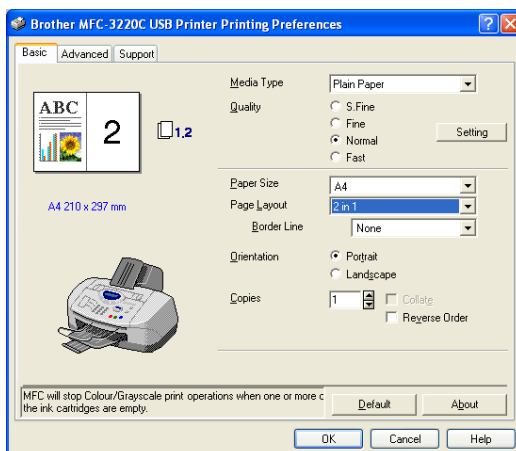 Brother MFC-3220C USB Printer Printing Preferences
Basic Advanced Support
ABC
2
1.2
A4 210 x 297 mm
Media Type Plain Paper
Quality S.Fine
Fine
Normal
Fast
Setting
Paper Size A4
Page Layout 2 in 1
Border Line None
Orientation Portrait
Landscape
Copies 1 Collate
Reverse Order
MFC will stop Colour/Grayscale print operations when one or more c
the ink cartridges are empty.
Default About
OK Cancel Help